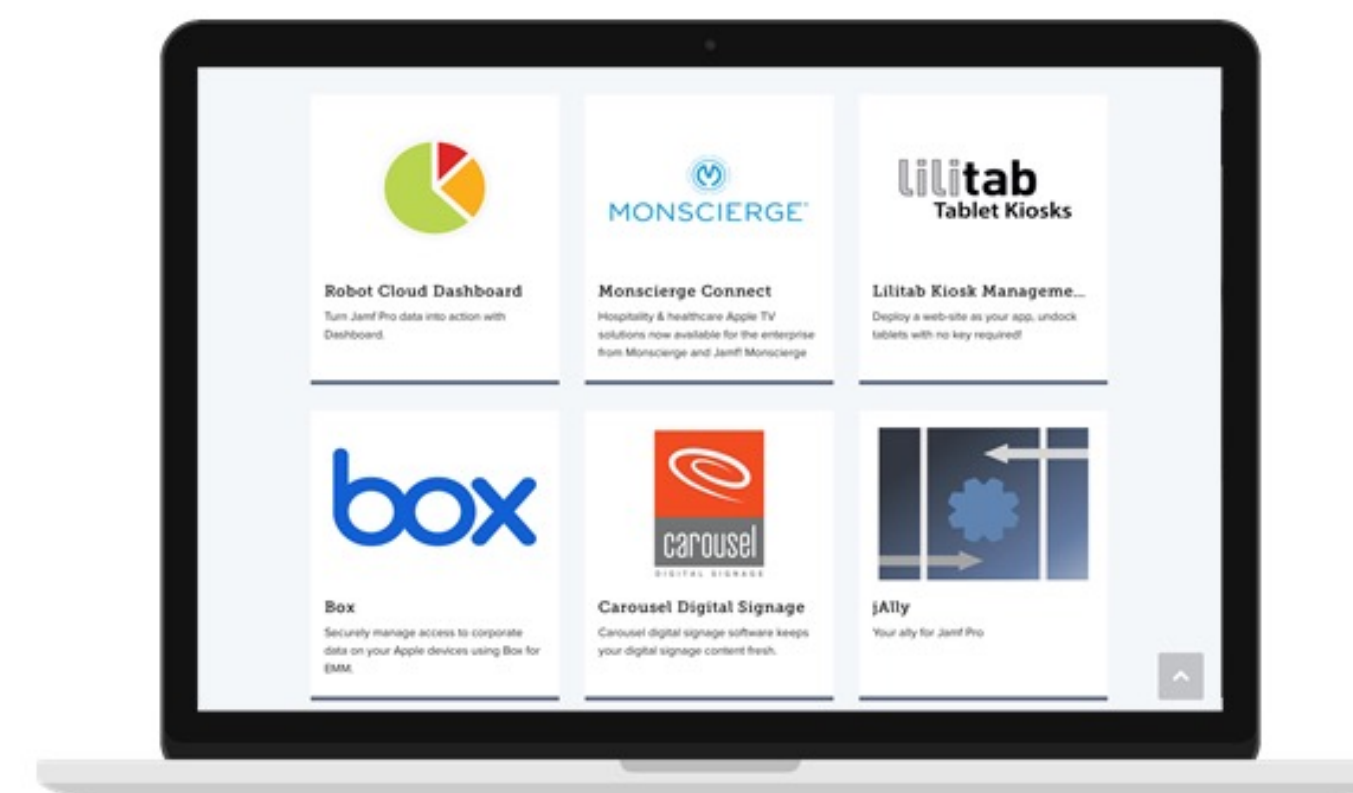 MONSCIERGE
lilitab
Tablet Kiosks
Robot Cloud Dashboard
Turn Jamf Pro data into action with
Dashboard.
Monscierge Connect
Hospitality & healthcare Apple TV
solutions now available for the enterprise
from Monscierge and Jamf! Monscierge
Lilitab Kiosk Manageme...
Deploy a web-site as your app, undock
tablets with no key required!
box
carousel
DIGITAL SIGNAGE
Box
Securely manage access to corporate
data on your Apple devices using Box for
EMM.
Carousel Digital Signage
Carousel digital signage software keeps
your digital signage content fresh.
jAlly
Your ally for Jamf Pro